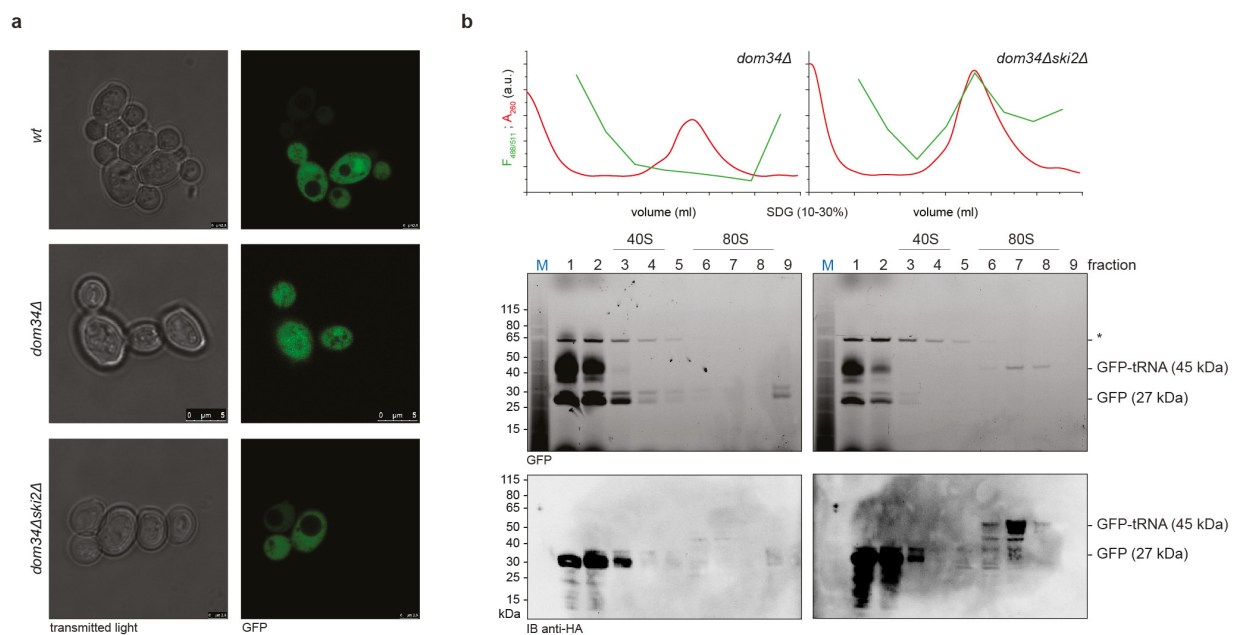 a
b
wt
dom34Δ
0 µm 5
0 µm 5
dom34Δski2Δ
transmitted light
GFP
dom34Δ
dom34Δski2Δ
F488/511 ; A260 (a.u.)
volume (ml)
SDG (10-30%)
volume (ml)
40S
80S
40S
80S
M 1 2 3 4 5 6 7 8 9
M 1 2 3 4 5 6 7 8 9
fraction
115
80
65
50
40
30
25
15
*
GFP-tRNA (45 kDa)
GFP (27 kDa)
GFP
115
80
65
50
40
30
25
15
kDa
GFP-tRNA (45 kDa)
GFP (27 kDa)
IB anti-HA